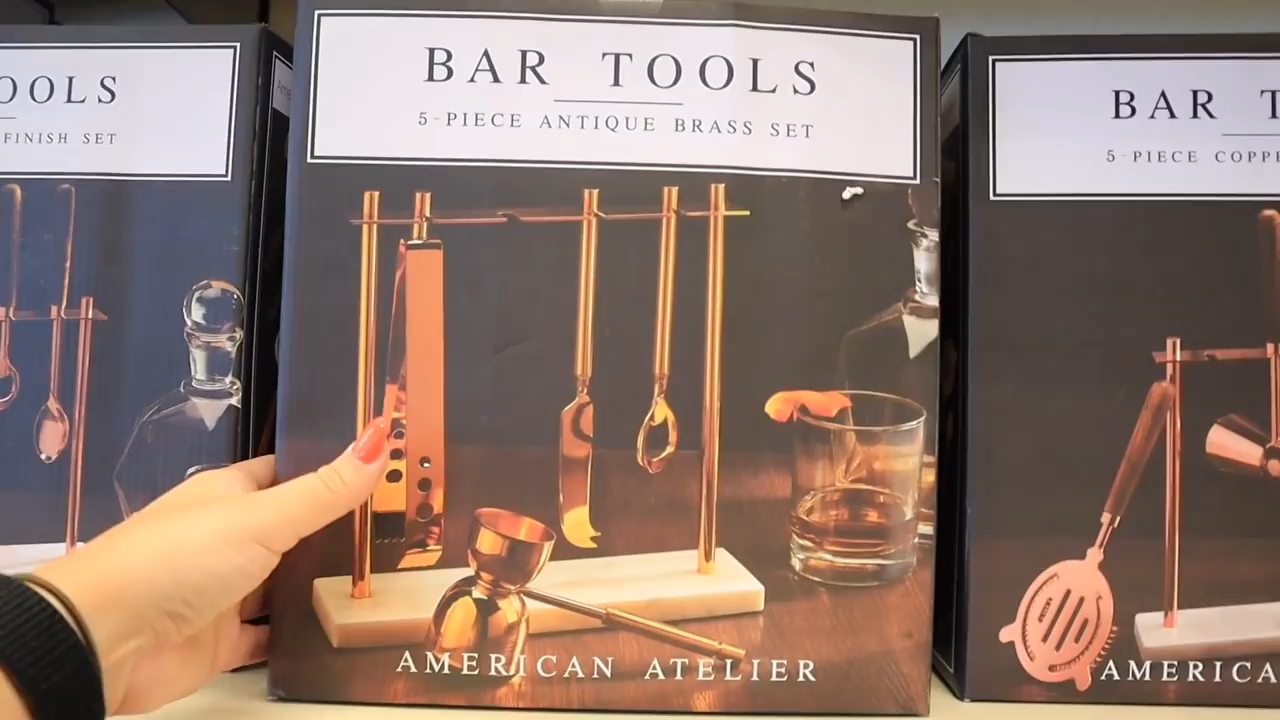 OOLS
FINISH SET
BAR TOOLS
5-PIECE ANTIQUE BRASS SET
AMERICAN ATELIER
BAR T
5-PIECE COPP
AMERICA